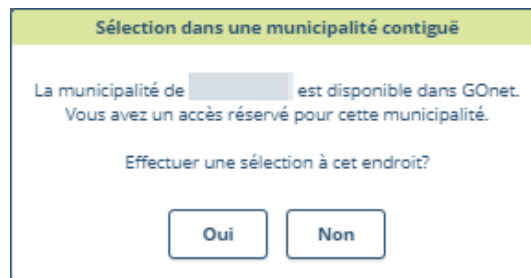 Sélection dans une municipalité contiguë
La municipalité de est disponible dans GOnet.
Vous avez un accès réservé pour cette municipalité.
Effectuer une sélection à cet endroit?
Oui Non